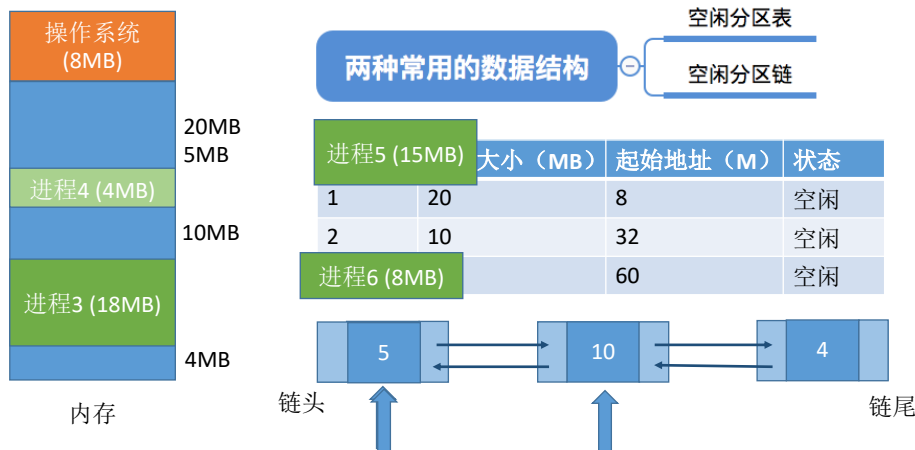 操作系统
(8MB)
20MB
5MB
进程4 (4MB)
10MB
进程3 (18MB)
4MB
内存
两种常用的数据结构
空闲分区表
空闲分区链
进程5 (15MB)
大小（MB） 起始地址（M） 状态
1 20 8 空闲
2 10 32 空闲
进程6 (8MB)
60 空闲
5 10 4
链头
链尾